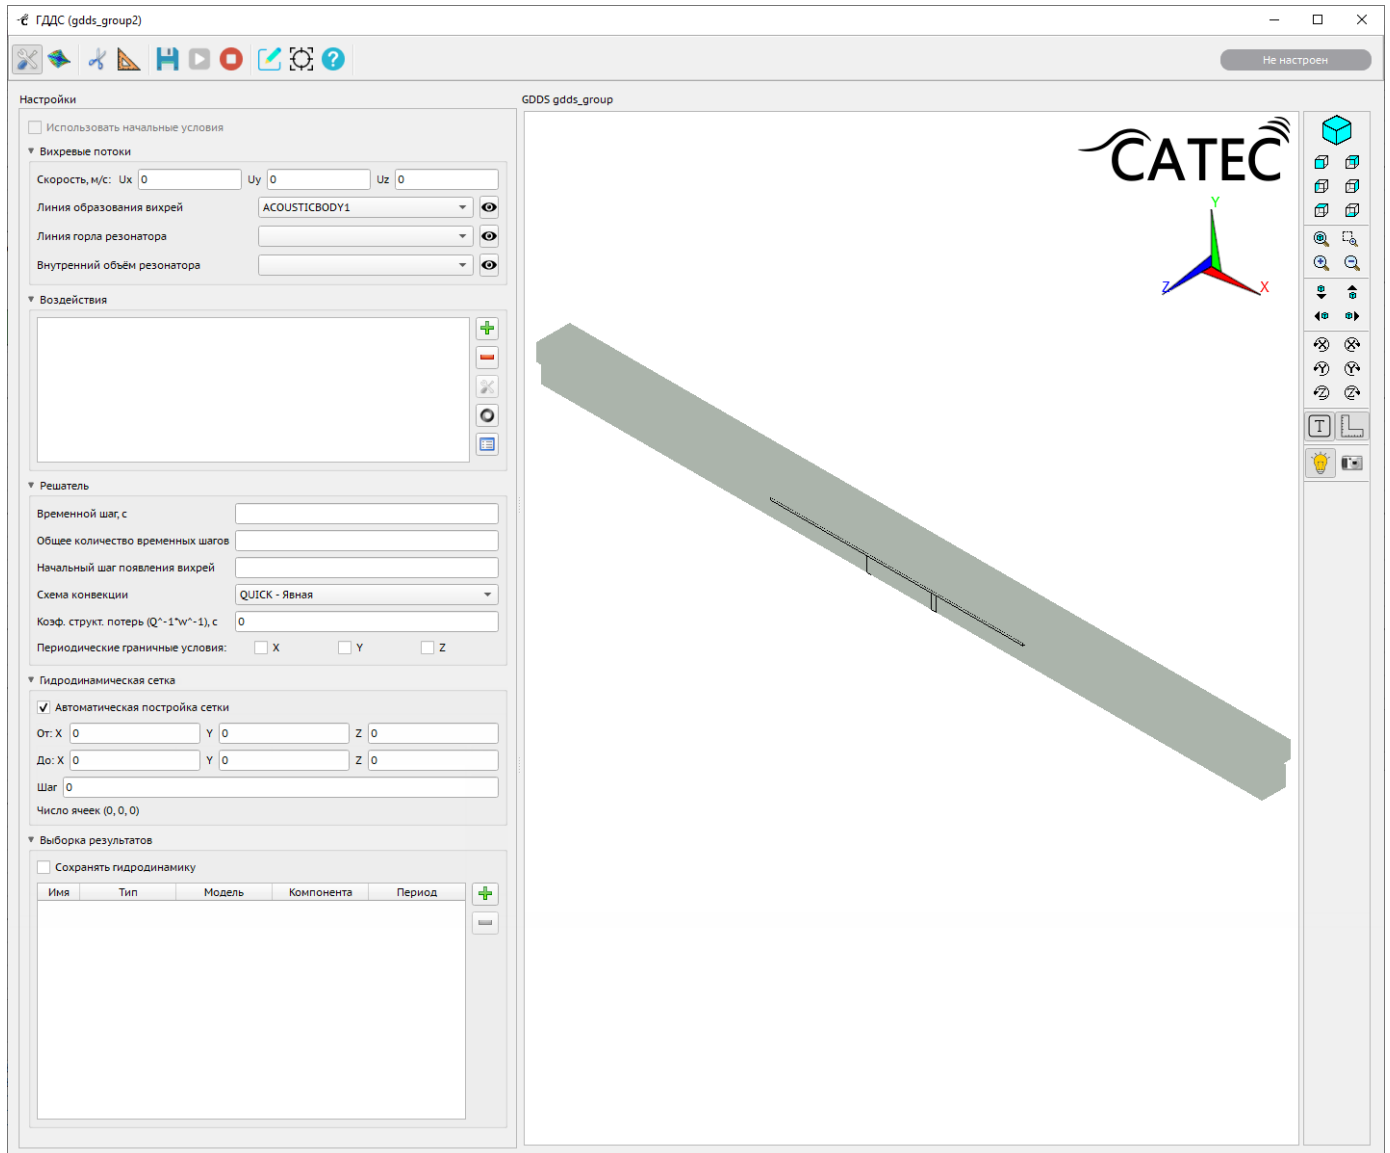 ГДДС (gdds_group2)
Не настроен
Настройки
Использовать начальные условия
Вихревые потоки
Скорость, м/с: Ux 0 Uy 0 Uz 0
Линия образования вихрей ACOUSTICBODY1
Линия горла резонатора
Внутренний объём резонатора
Воздействия
Решатель
Временной шаг, с
Общее количество временных шагов
Начальный шаг появления вихрей
Схема конвекции QUICK - Явная
Коэф. структ. потерь (Q^-1*w^-1), с 0
Периодические граничные условия: X Y Z
Гидродинамическая сетка
Автоматическая постройка сетки
От: X 0 Y 0 Z 0
До: X 0 Y 0 Z 0
Шаг 0
Число ячеек (0, 0, 0)
Выборка результатов
Сохранять гидродинамику
Имя Тип Модель Компонента Период
GDDS gdds_group
CATEC
Y
Z X
X X
Y Y
Z Z
T